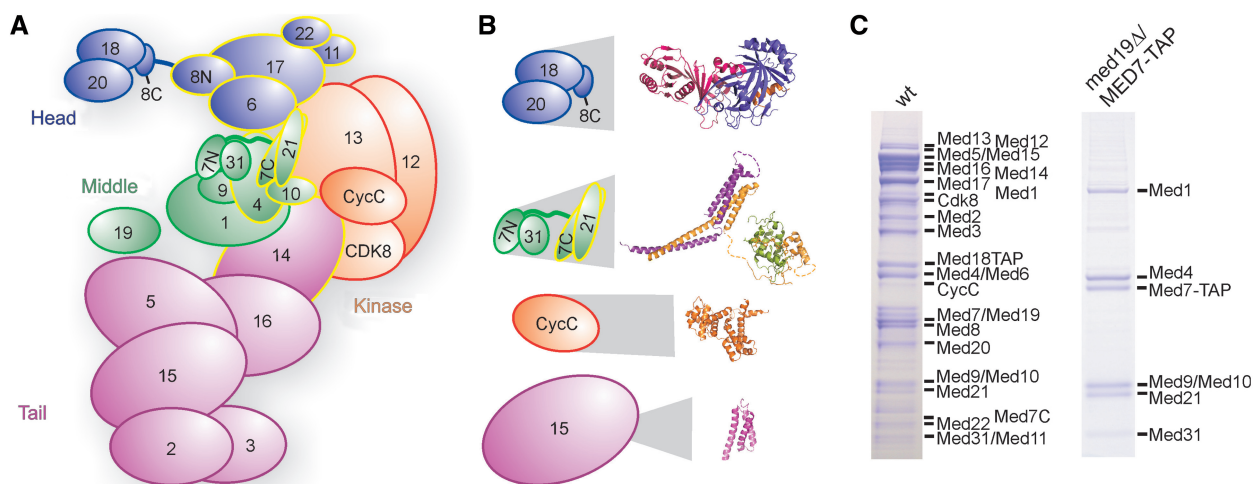 A
18
20
8C
8N
17
22
11
6
Head
7N
31
7C
21
9
4
10
1
Middle
19
13
12
CycC
CDK8
14
Kinase
5
16
15
Tail
2
3
B
18
20
8C
7N
31
7C
21
CycC
15
C
wt
Med13 Med12
Med5/Med15
Med16 Med14
Med17 Med1
Cdk8
Med2
Med3
Med18TAP
Med4/Med6
CycC
Med7/Med19
Med8
Med20
Med9/Med10
Med21
Med22 Med7C
Med31/Med11
med19Δ/
MED7-TAP
Med1
Med4
Med7-TAP
Med9/Med10
Med21
Med31